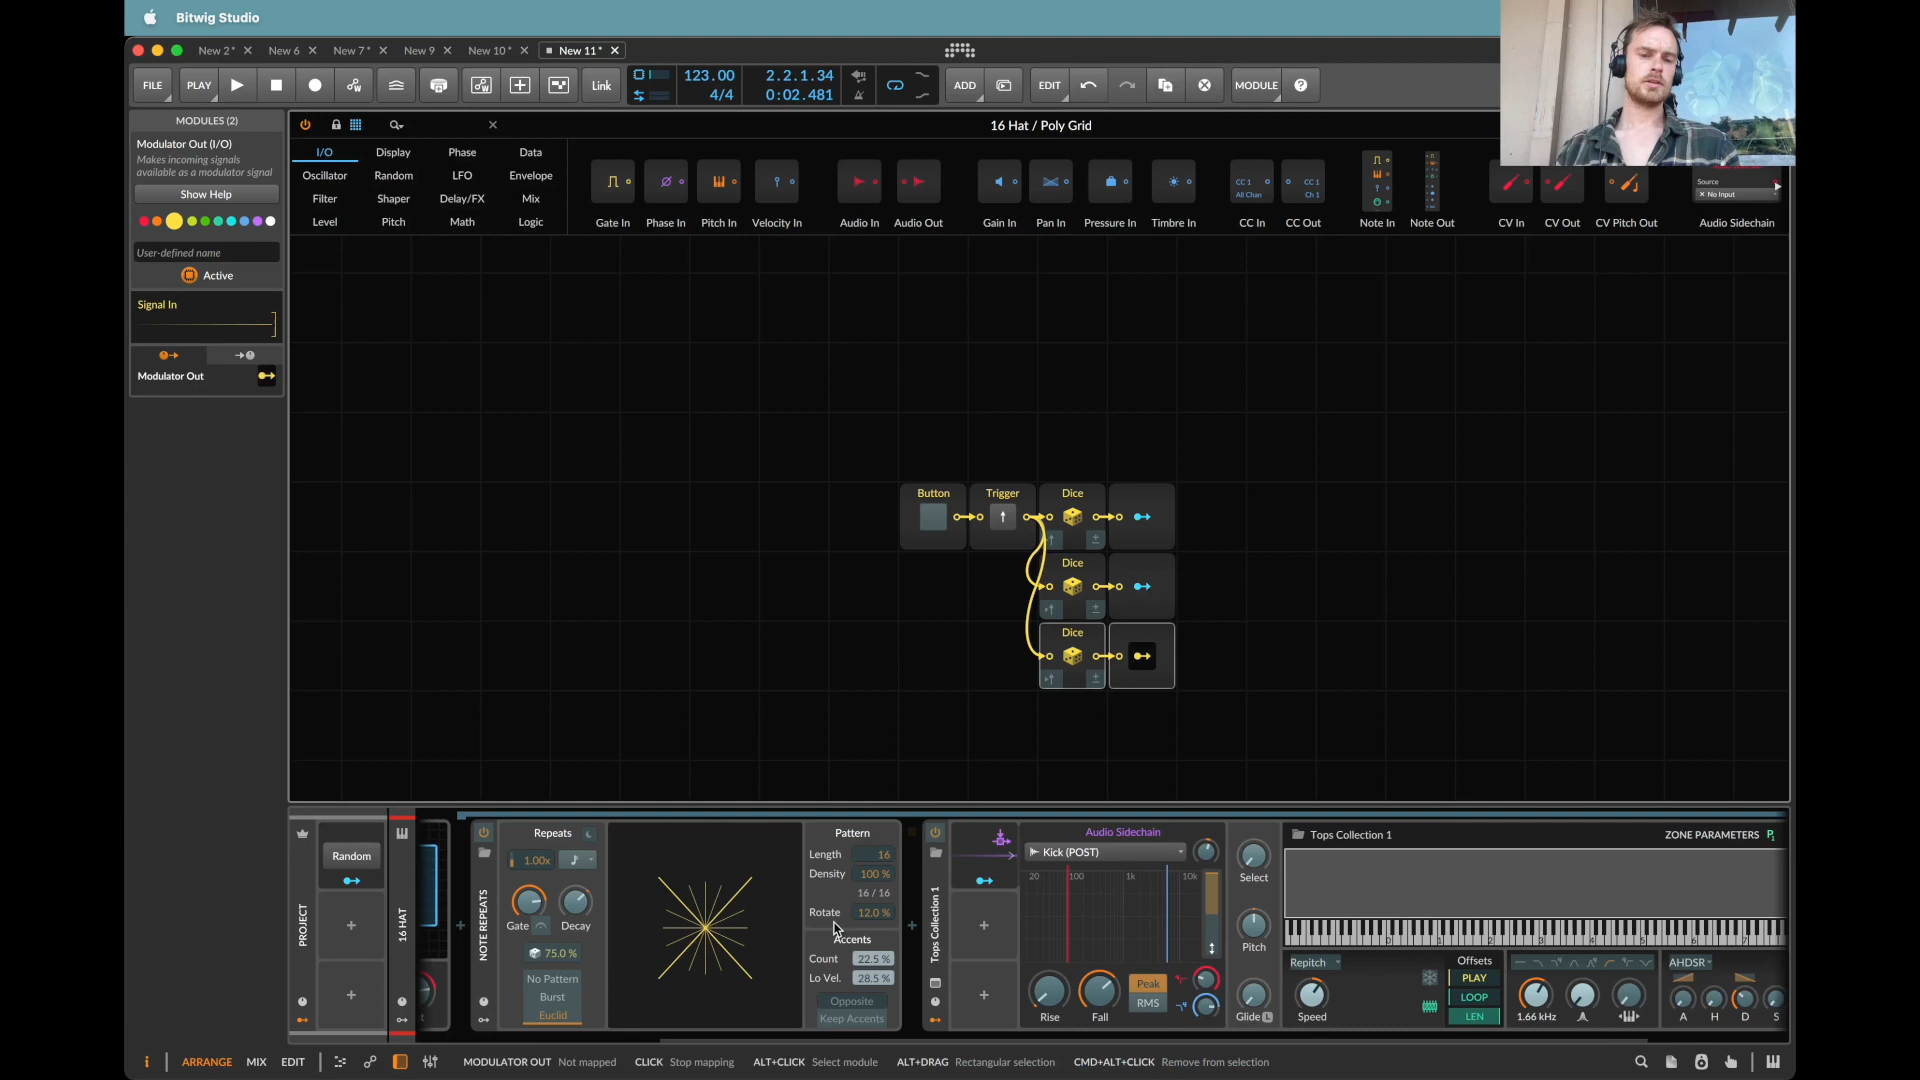 Bitwig Studio
New 2* × New 6 × New 7* × New 9 × New 10* × New 11* ×
FILE PLAY Link 123.00 4/4 2.2.1.34 0:02.481 ADD EDIT MODULE
MODULES (2)
Modulator Out (I/O)
Makes incoming signals
available as a modulator signal
Show Help
User-defined name
Active
Signal In
Modulator Out
16 Hat / Poly Grid
I/O Display Phase Data
Oscillator Random LFO Envelope
Filter Shaper Delay/FX Mix
Level Pitch Math Logic
CC 1 All Chan
CC 1 Ch 1
Source
No Input
Gate In Phase In Pitch In Velocity In Audio In Audio Out Gain In Pan In Pressure In Timbre In CC In CC Out Note In Note Out CV In CV Out CV Pitch Out Audio Sidechain
Button Trigger Dice
Dice
Dice
PROJECT
Random
16 HAT
NOTE REPEATS
Repeats
1.00x
Gate Decay
75.0 %
No Pattern
Burst
Euclid
Pattern
Length 16
Density 100 %
16 / 16
Rotate 12.0 %
Accents
Count 22.5 %
Lo Vel. 28.5 %
Opposite
Keep Accents
Tops Collection 1
Audio Sidechain
Kick (POST)
20 100 1k 10k
Rise Fall
Peak
RMS
Select
Pitch
Glide L
Tops Collection 1 ZONE PARAMETERS
Repitch
Speed
Offsets
PLAY
LOOP
LEN
1.66 kHz
AHDSR
A H D S
ARRANGE MIX EDIT MODULATOR OUT Not mapped CLICK Stop mapping ALT+CLICK Select module ALT+DRAG Rectangular selection CMD+ALT+CLICK Remove from selection